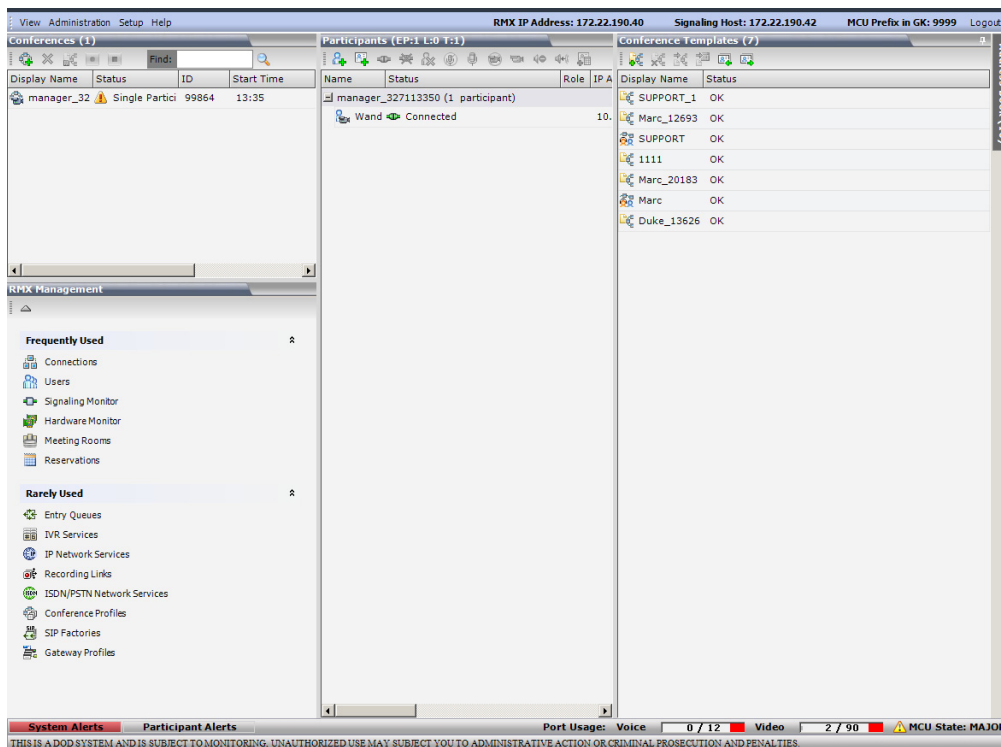 View Administration Setup Help RMX IP Address: 172.22.190.40 Signaling Host: 172.22.190.42 MCU Prefix in GK: 9999 Logout
Conferences (1)
Find:
Display Name Status ID Start Time
manager_32 Single Partici 99864 13:35
Participants (EP:1 L:0 T:1)
Name Status Role IP A
manager_327113350 (1 participant)
Wand Connected 10.
Conference Templates (7)
Display Name Status
SUPPORT_1 OK
Marc_12693 OK
SUPPORT OK
1111 OK
Marc_20183 OK
Marc OK
Duke_13626 OK
RMX Management
Frequently Used
Connections
Users
Signaling Monitor
Hardware Monitor
Meeting Rooms
Reservations
Rarely Used
Entry Queues
IVR Services
IP Network Services
Recording Links
ISDN/PSTN Network Services
Conference Profiles
SIP Factories
Gateway Profiles
System Alerts Participant Alerts Port Usage: Voice 0 / 12 Video 2 / 90 MCU State: MAJOR
THIS IS A DOD SYSTEM AND IS SUBJECT TO MONITORING. UNAUTHORIZED USE MAY SUBJECT YOU TO ADMINISTRATIVE ACTION OR CRIMINAL PROSECUTION AND PENALTIES.